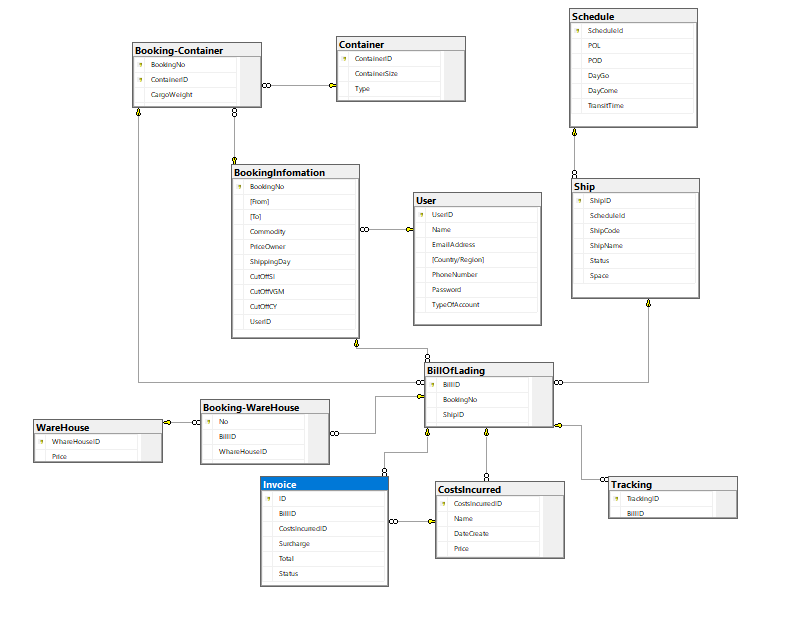 Booking-Container
BookingNo
ContainerID
CargoWeight
Container
ContainerID
ContainerSize
Type
Schedule
ScheduleId
POL
POD
DayGo
DayCome
TransitTime
BookingInfomation
BookingNo
[From]
[To]
Commodity
PriceOwner
ShippingDay
CutOffSI
CutOffVGM
CutOffCY
UserID
User
UserID
Name
EmailAddress
[Country/Region]
PhoneNumber
Password
TypeOfAccount
Ship
ShipID
ScheduleId
ShipCode
ShipName
Status
Space
BillOfLading
BillID
BookingNo
ShipID
Booking-WareHouse
No
BillID
WhareHouseID
WareHouse
WhareHouseID
Price
Invoice
ID
BillID
CostsIncurredID
Surcharge
Total
Status
CostsIncurred
CostsIncurredID
Name
DateCreate
Price
Tracking
TrackingID
BillID